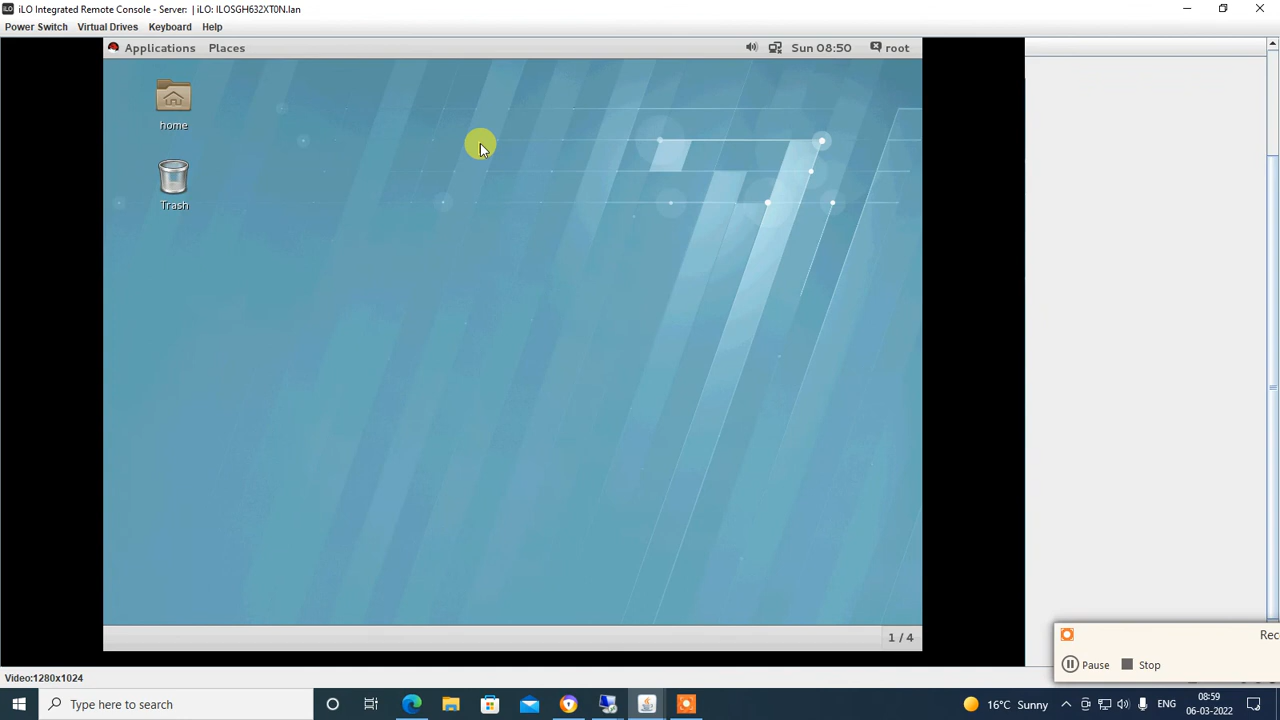 iLO Integrated Remote Console - Server: | iLO: ILOSGH632XT0N.lan
Power Switch Virtual Drives Keyboard Help
Applications Places Sun 08:50 root
home
Trash
1 / 4
Rec
Pause Stop
Video:1280x1024
Type here to search
16°C Sunny ENG 08:59
06-03-2022